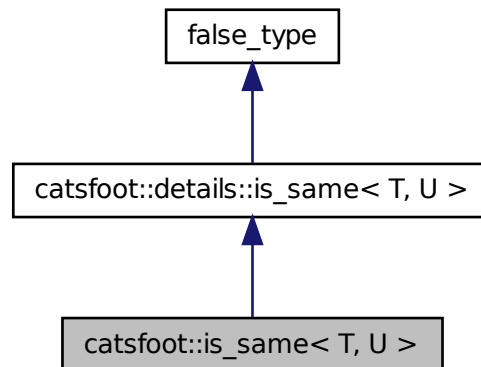 false_type
catsfoot::details::is_same< T, U >
catsfoot::is_same< T, U >